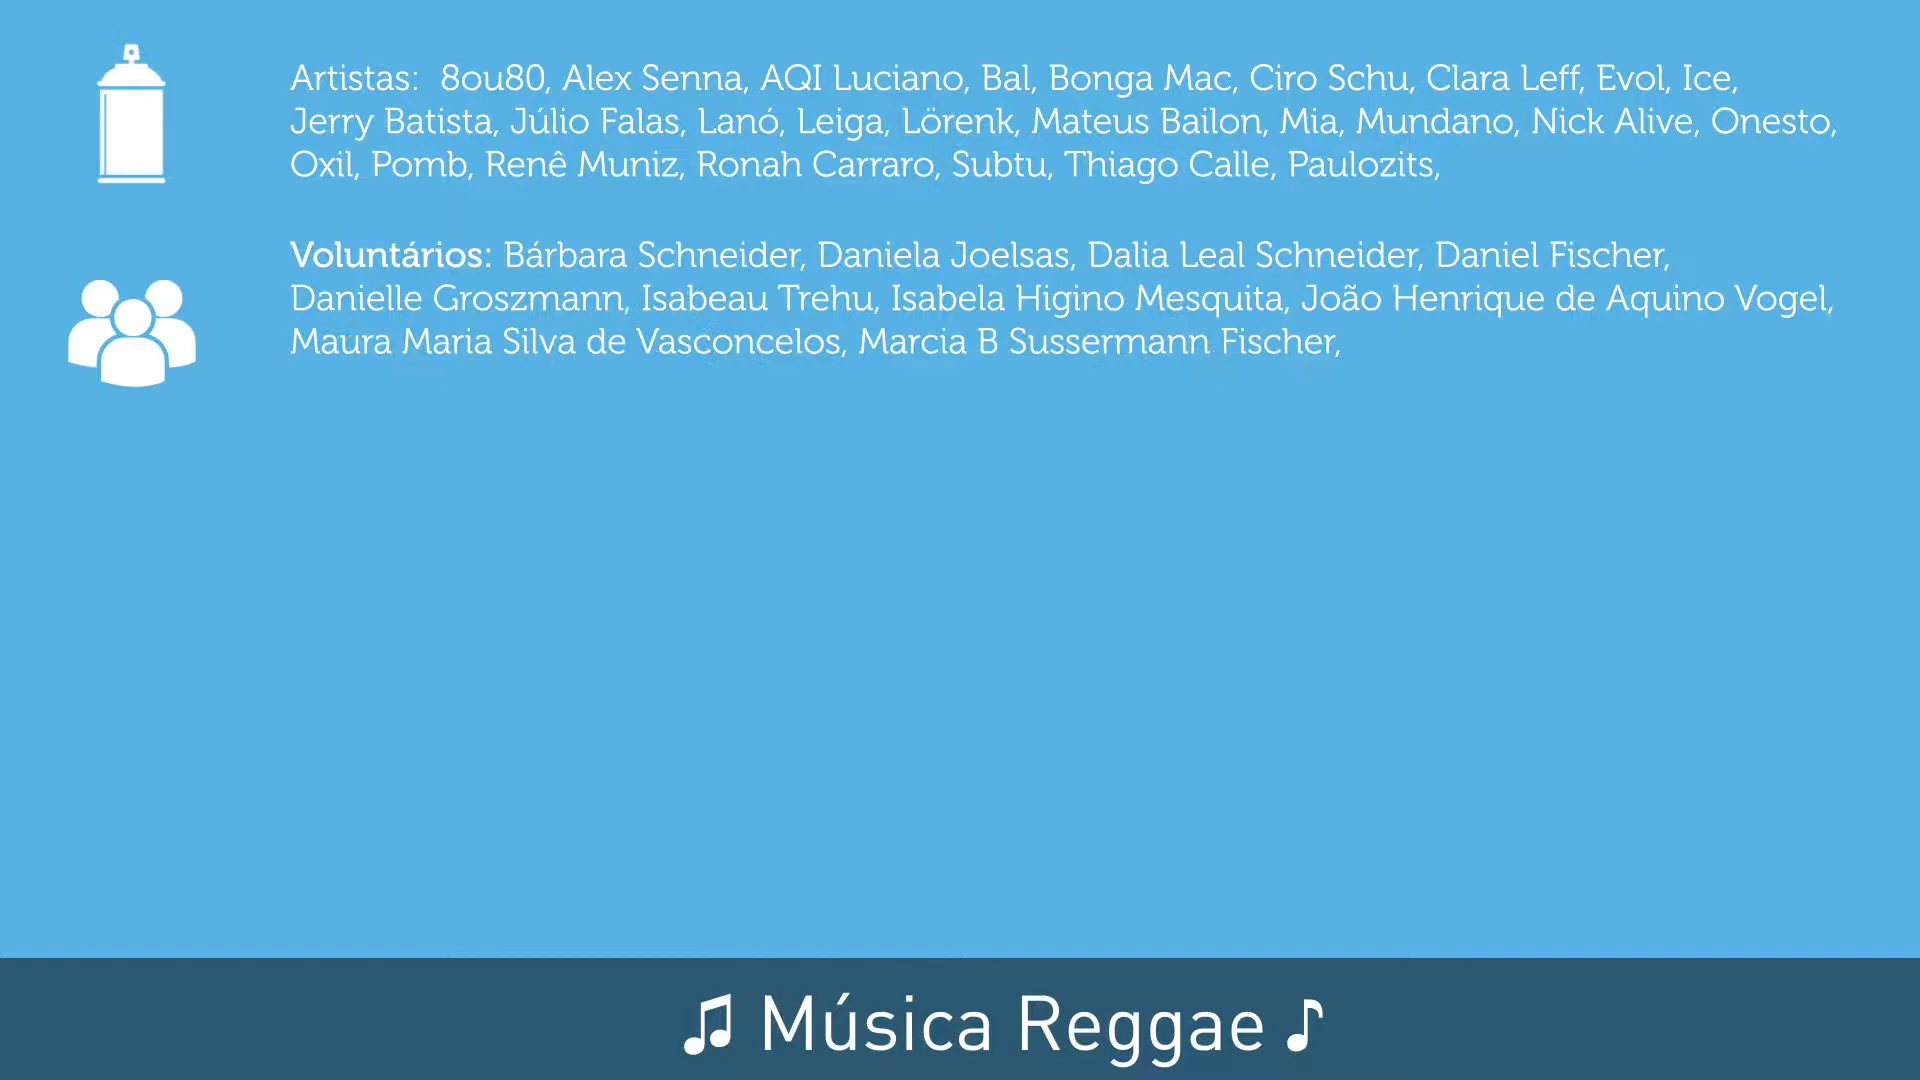 Artistas:  8ou80, Alex Senna, AQI Luciano, Bal, Bonga Mac, Ciro Schu, Clara Leff, Evol, Ice,
Jerry Batista, Júlio Falas, Lanó, Leiga, Lörenk, Mateus Bailon, Mia, Mundano, Nick Alive, Onesto,
Oxil, Pomb, Renê Muniz, Ronah Carraro, Subtu, Thiago Calle, Paulozits,
Voluntários: Bárbara Schneider, Daniela Joelsas, Dalia Leal Schneider, Daniel Fischer,
Danielle Groszmann, Isabeau Trehu, Isabela Higino Mesquita, João Henrique de Aquino Vogel,
Maura Maria Silva de Vasconcelos, Marcia B Sussermann Fischer,
♫ Música Reggae ♪